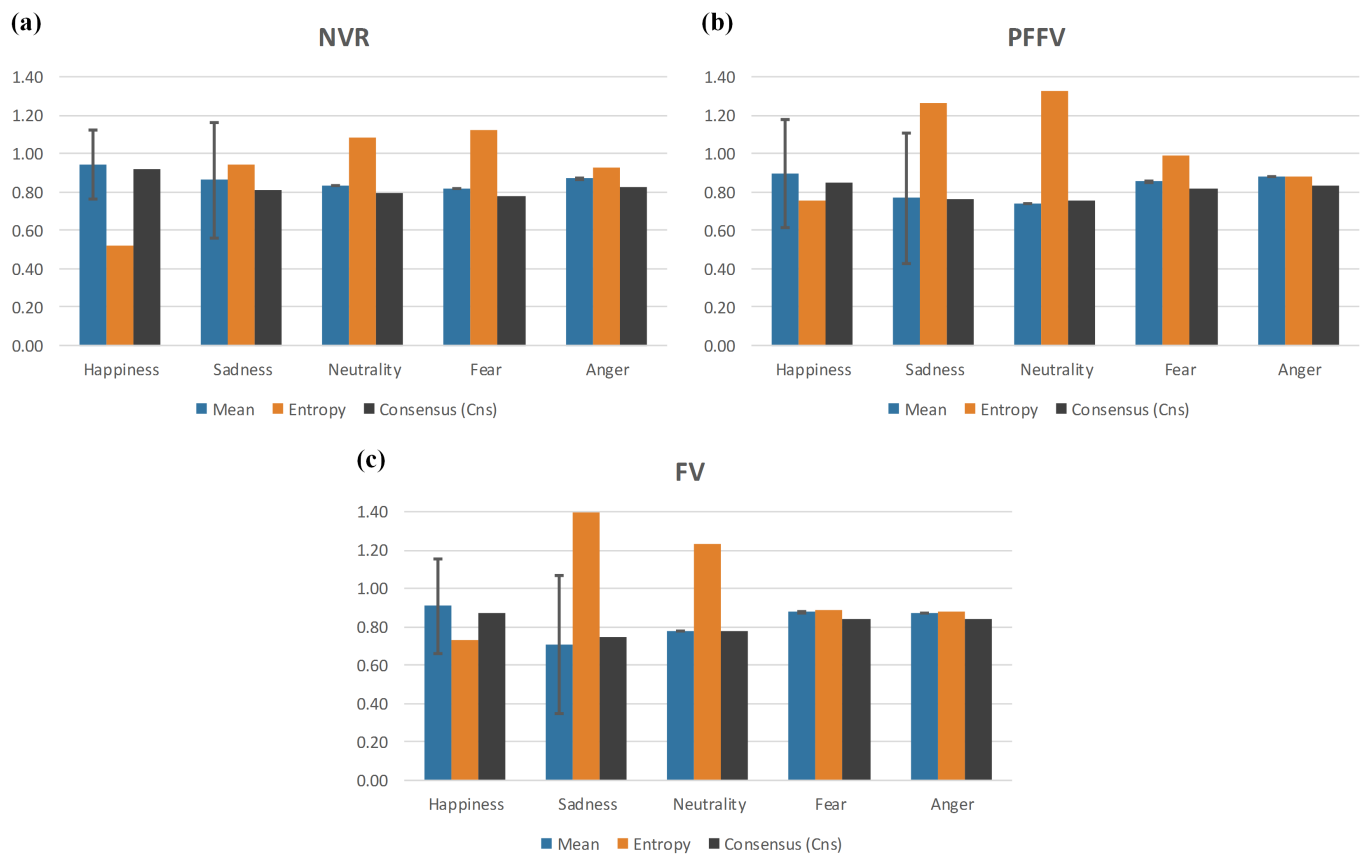 (a)
NVR
1.40
1.20
1.00
0.80
0.60
0.40
0.20
0.00
Happiness Sadness Neutrality Fear Anger
Mean Entropy Consensus (Cns)
(b)
PFFV
1.40
1.20
1.00
0.80
0.60
0.40
0.20
0.00
Happiness Sadness Neutrality Fear Anger
Mean Entropy Consensus (Cns)
(c)
FV
1.40
1.20
1.00
0.80
0.60
0.40
0.20
0.00
Happiness Sadness Neutrality Fear Anger
Mean Entropy Consensus (Cns)